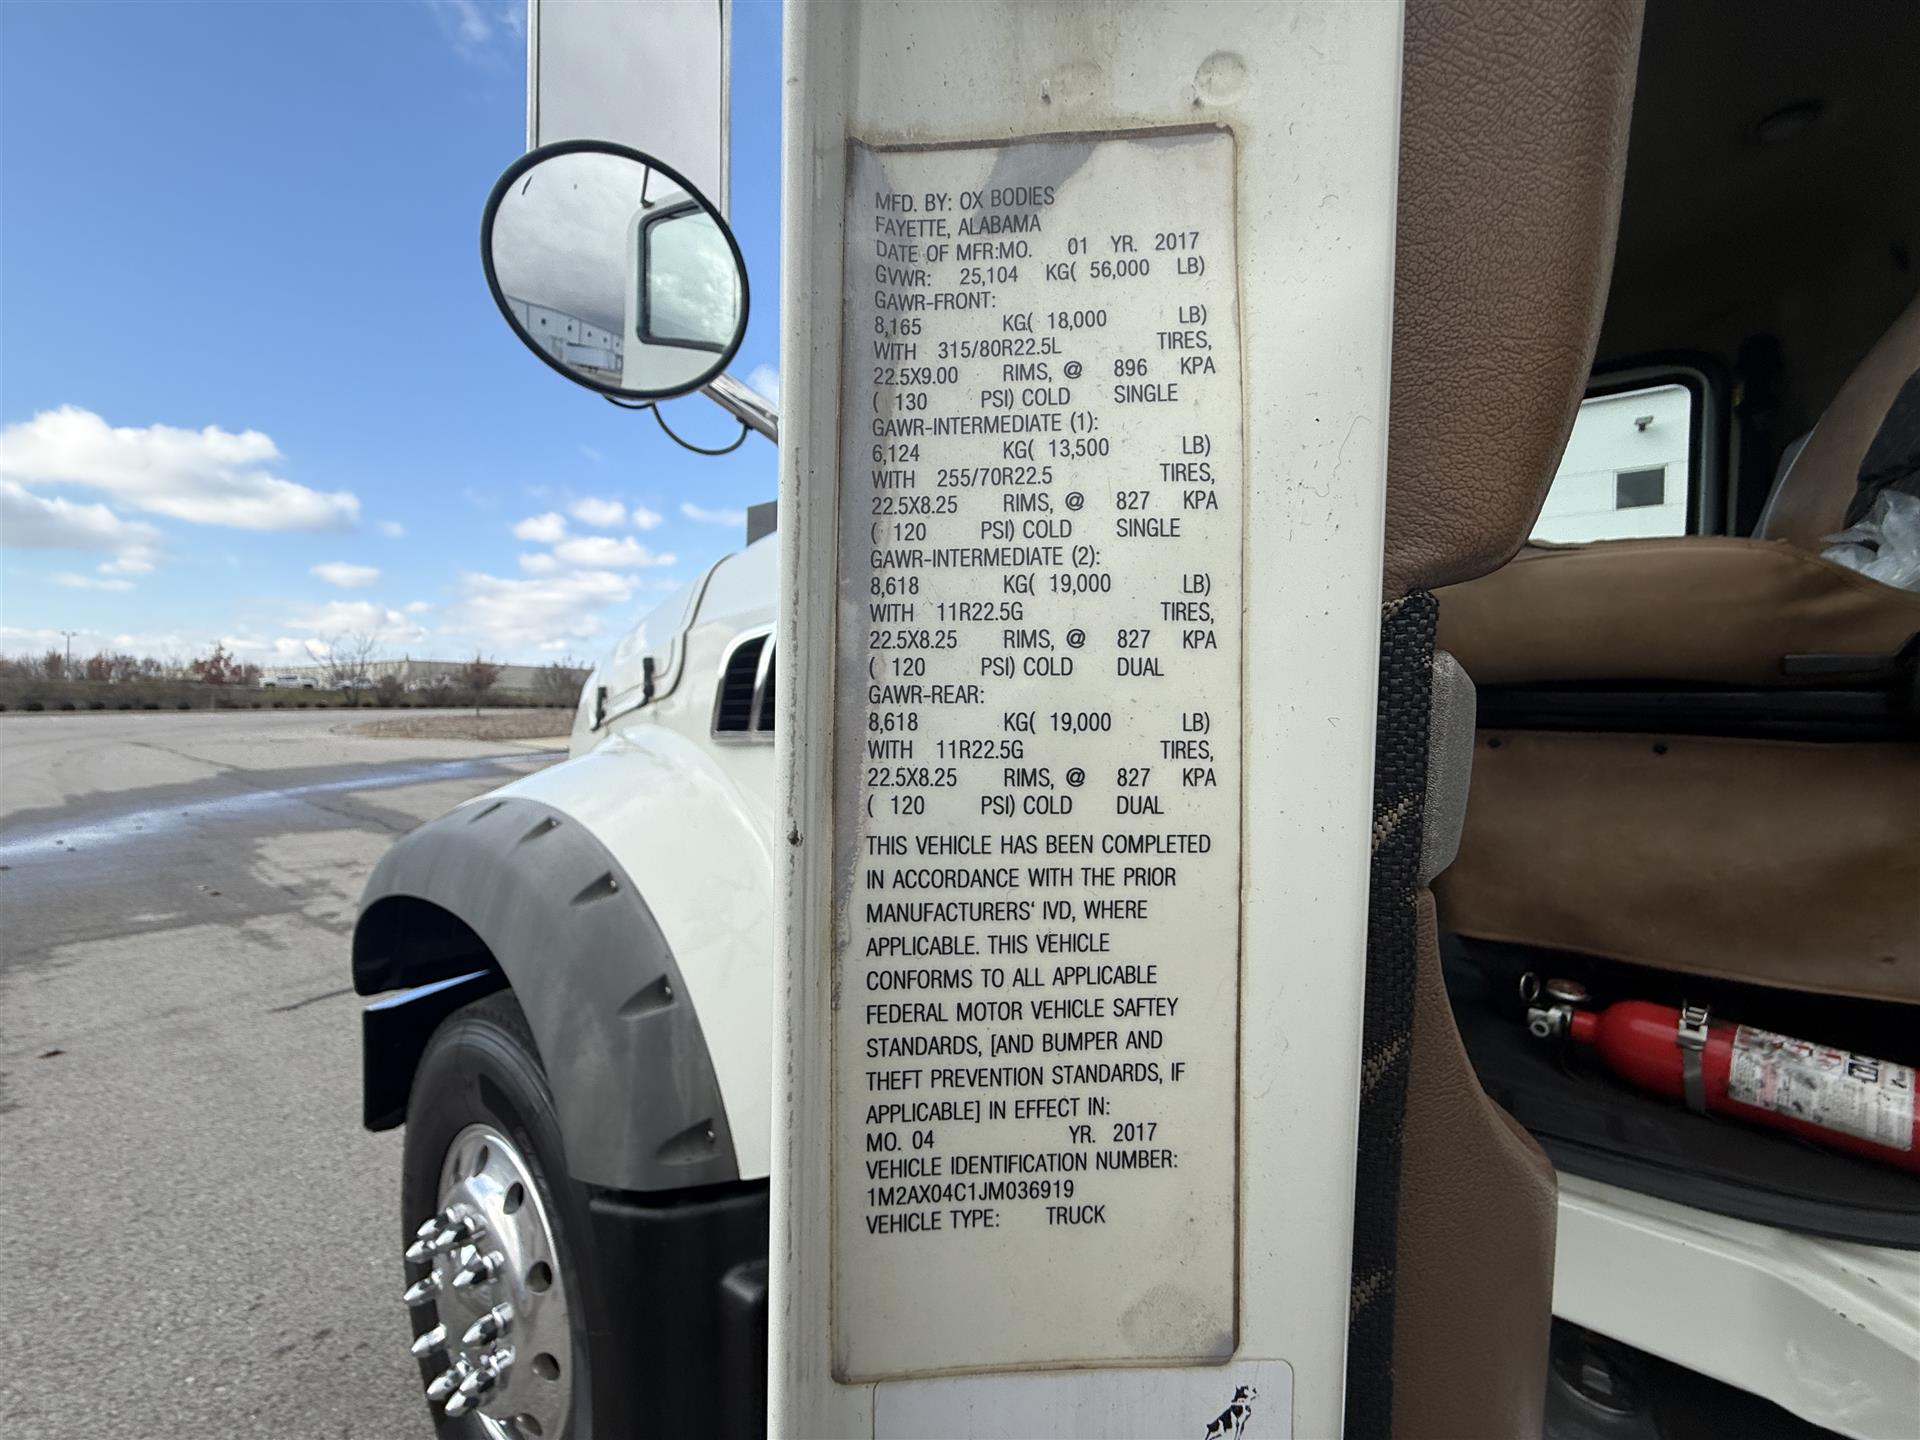 MFD. BY: OX BODIES
FAYETTE, ALABAMA
DATE OF MFR:MO. 01 YR. 2017
GVWR: 25,104 KG( 56,000 LB)
GAWR-FRONT:
8,165 KG( 18,000 LB)
WITH 315/80R22.5L TIRES,
22.5X9.00 RIMS, @ 896 KPA
( 130 PSI) COLD SINGLE
GAWR-INTERMEDIATE (1):
6,124 KG( 13,500 LB)
WITH 255/70R22.5 TIRES,
22.5X8.25 RIMS, @ 827 KPA
( 120 PSI) COLD SINGLE
GAWR-INTERMEDIATE (2):
8,618 KG( 19,000 LB)
WITH 11R22.5G TIRES,
22.5X8.25 RIMS, @ 827 KPA
( 120 PSI) COLD DUAL
GAWR-REAR:
8,618 KG( 19,000 LB)
WITH 11R22.5G TIRES,
22.5X8.25 RIMS, @ 827 KPA
( 120 PSI) COLD DUAL
THIS VEHICLE HAS BEEN COMPLETED
IN ACCORDANCE WITH THE PRIOR
MANUFACTURERS' IVD, WHERE
APPLICABLE. THIS VEHICLE
CONFORMS TO ALL APPLICABLE
FEDERAL MOTOR VEHICLE SAFTEY
STANDARDS, [AND BUMPER AND
THEFT PREVENTION STANDARDS, IF
APPLICABLE] IN EFFECT IN:
MO. 04 YR. 2017
VEHICLE IDENTIFICATION NUMBER:
1M2AX04C1JM036919
VEHICLE TYPE: TRUCK